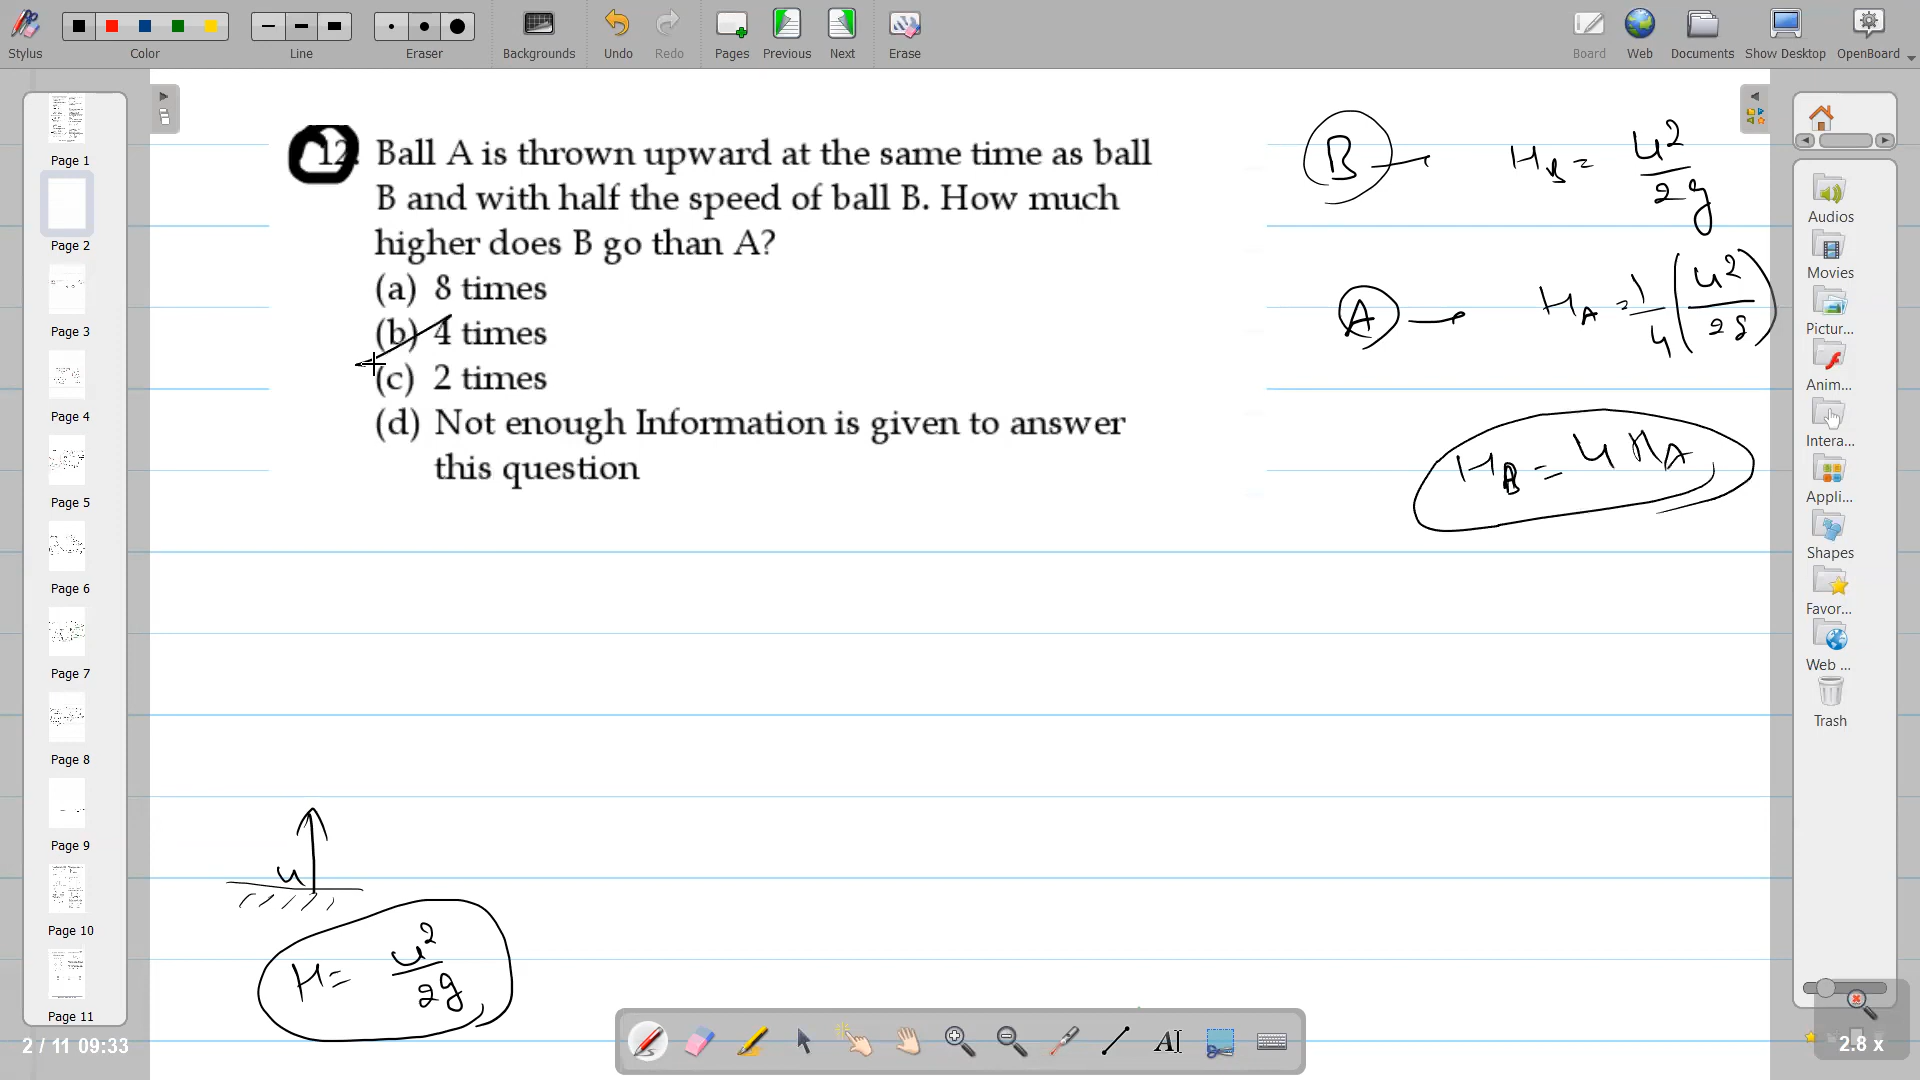 Stylus
Color
Line
Eraser
Backgrounds
Undo
Redo
Pages
Previous
Next
Erase
Board
Web
Documents
Show Desktop
OpenBoard
Page 1
Page 2
Page 3
Page 4
Page 5
Page 6
Page 7
Page 8
Page 9
Page 10
Page 11
2 / 11 09:33
12. Ball A is thrown upward at the same time as ball
B and with half the speed of ball B. How much
higher does B go than A?
(a) 8 times
(b) 4 times
(c) 2 times
(d) Not enough Information is given to answer
this question
B — H_B = u²/2g
A — H_A = 1/4 (u²/2g)
H_B = 4 H_A
u
H = u²/2g
Audios
Movies
Pictur...
Anim...
Intera...
Appli...
Shapes
Favor...
Web ...
Trash
2.8 x